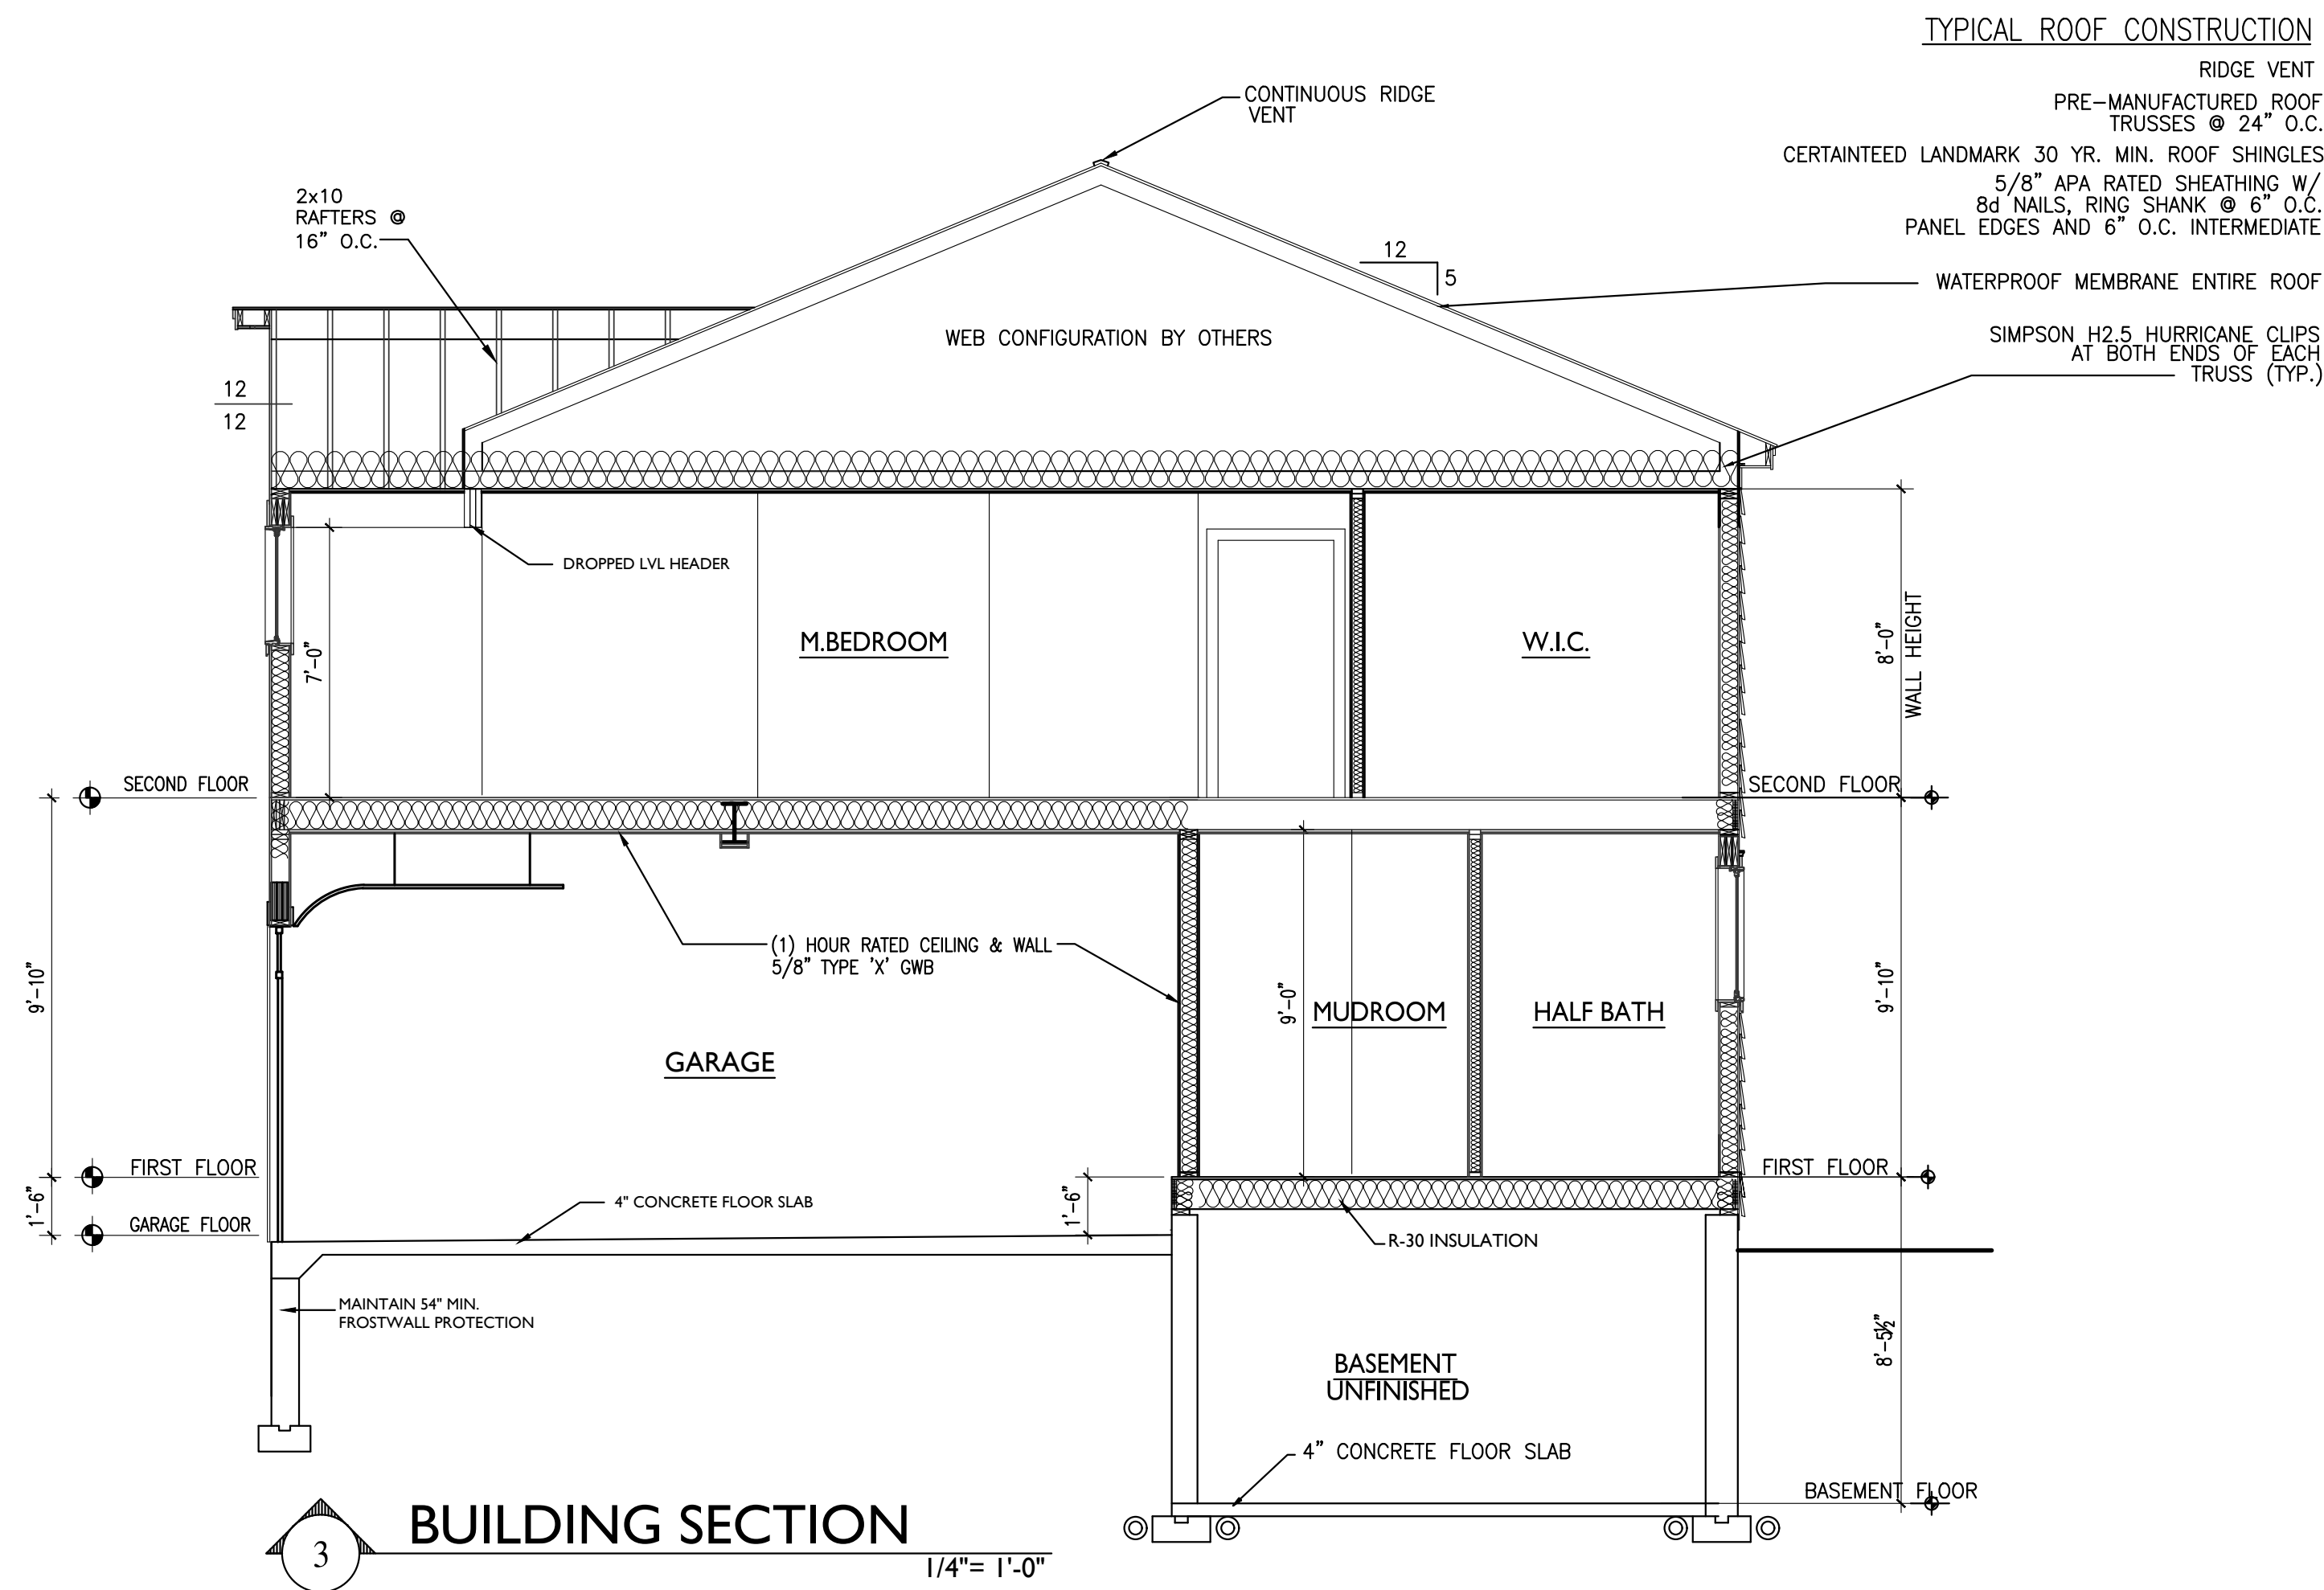 TYPICAL ROOF CONSTRUCTION
RIDGE VENT
PRE-MANUFACTURED ROOF
TRUSSES @ 24" O.C.
CERTAINTEED LANDMARK 30 YR. MIN. ROOF SHINGLES
5/8" APA RATED SHEATHING W/
8d NAILS, RING SHANK @ 6" O.C.
PANEL EDGES AND 6" O.C. INTERMEDIATE
WATERPROOF MEMBRANE ENTIRE ROOF
SIMPSON H2.5 HURRICANE CLIPS
AT BOTH ENDS OF EACH
TRUSS (TYP.)
CONTINUOUS RIDGE
VENT
2x10
RAFTERS @
16" O.C.
12
5
WEB CONFIGURATION BY OTHERS
12
12
DROPPED LVL HEADER
7'-0"
M.BEDROOM
W.I.C.
8'-0"
WALL HEIGHT
SECOND FLOOR
SECOND FLOOR
(1) HOUR RATED CEILING & WALL
5/8" TYPE 'X' GWB
9'-10"
9'-0"
MUDROOM
HALF BATH
9'-10"
GARAGE
FIRST FLOOR
FIRST FLOOR
1'-6"
GARAGE FLOOR
4" CONCRETE FLOOR SLAB
1'-6"
R-30 INSULATION
MAINTAIN 54" MIN.
FROSTWALL PROTECTION
8'-5½"
BASEMENT
UNFINISHED
4" CONCRETE FLOOR SLAB
BASEMENT FLOOR
3
BUILDING SECTION
1/4"= 1'-0"